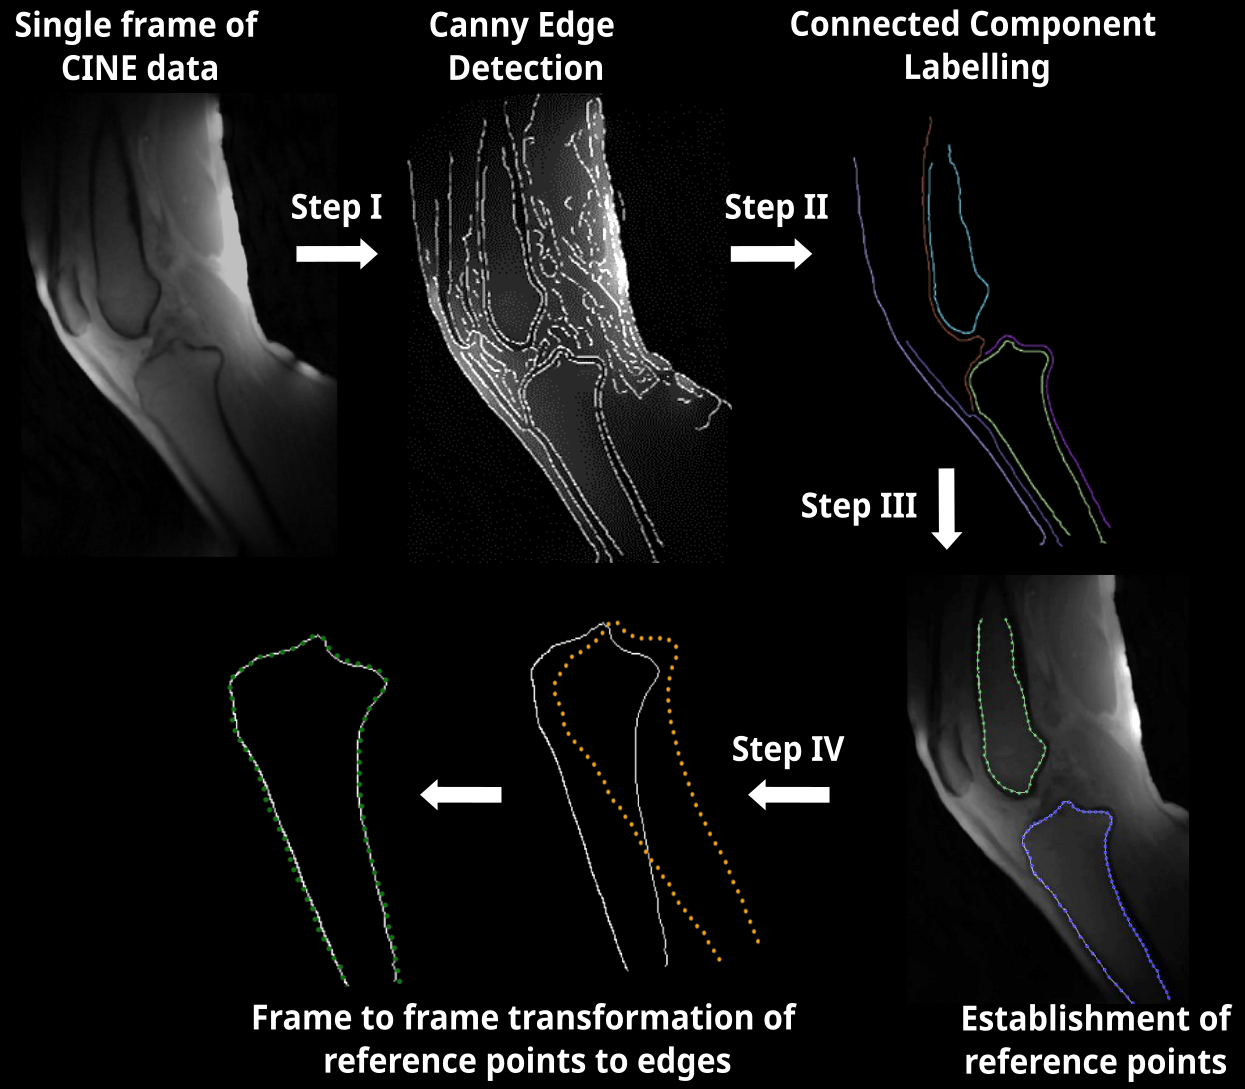 Single frame of
CINE data
Canny Edge
Detection
Connected Component
Labelling
Step I
Step II
Step III
Step IV
Frame to frame transformation of
reference points to edges
Establishment of
reference points